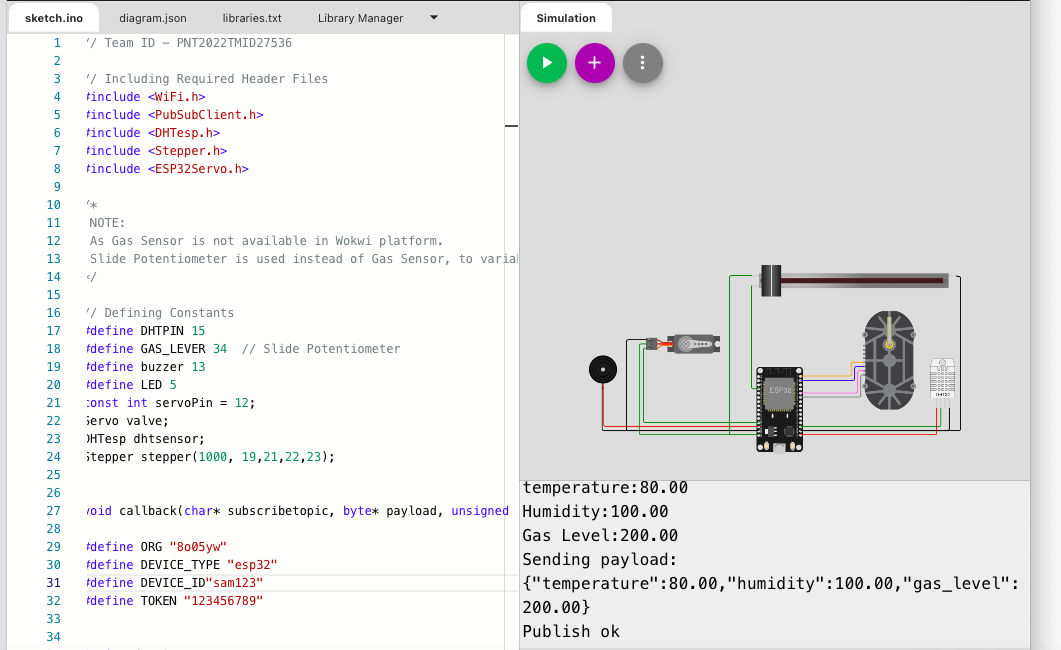 sketch.ino diagram.json libraries.txt Library Manager
1 // Team ID - PNT2022TMID27536
2
3 // Including Required Header Files
4 #include <WiFi.h>
5 #include <PubSubClient.h>
6 #include <DHTesp.h>
7 #include <Stepper.h>
8 #include <ESP32Servo.h>
9
10 /*
11 NOTE:
12 As Gas Sensor is not available in Wokwi platform.
13 Slide Potentiometer is used instead of Gas Sensor, to varia
14 */
15
16 // Defining Constants
17 #define DHTPIN 15
18 #define GAS_LEVER 34 // Slide Potentiometer
19 #define buzzer 13
20 #define LED 5
21 const int servoPin = 12;
22 Servo valve;
23 DHTesp dhtsensor;
24 Stepper stepper(1000, 19,21,22,23);
25
26
27 void callback(char* subscribetopic, byte* payload, unsigned
28
29 #define ORG "8o05yw"
30 #define DEVICE_TYPE "esp32"
31 #define DEVICE_ID"sam123"
32 #define TOKEN "123456789"
33
34
Simulation
ESP32
DHT22
temperature:80.00
Humidity:100.00
Gas Level:200.00
Sending payload:
{"temperature":80.00,"humidity":100.00,"gas_level":
200.00}
Publish ok